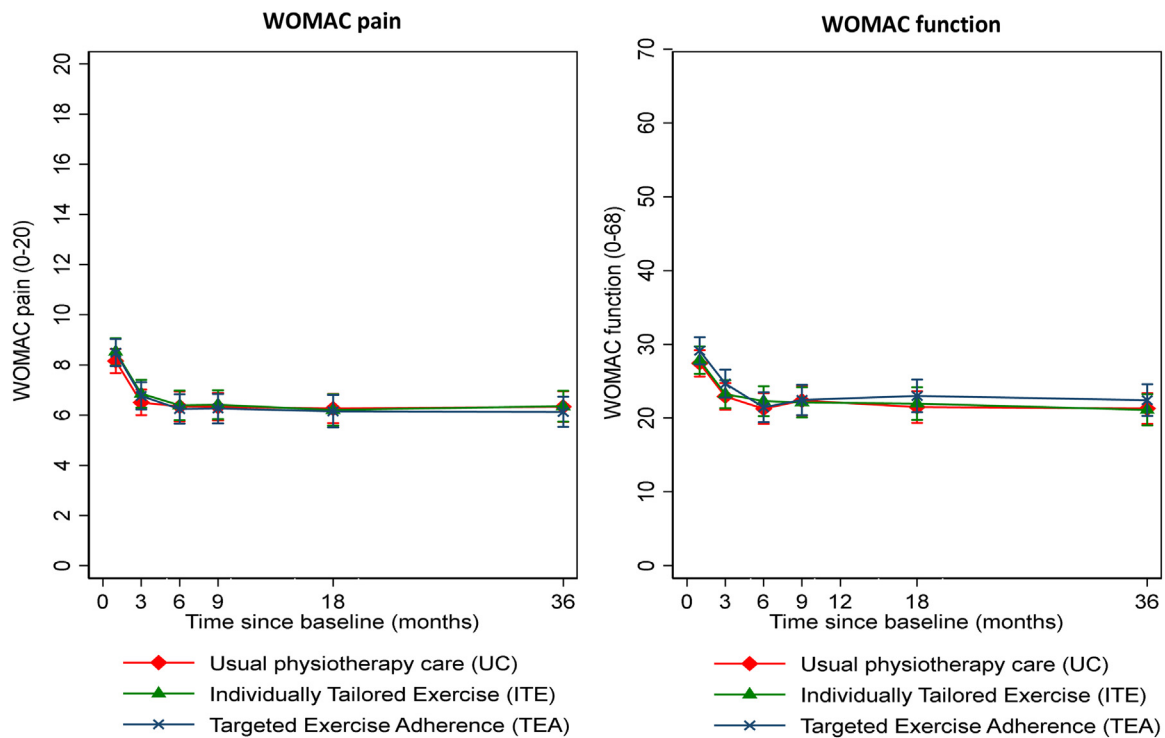 WOMAC pain
WOMAC pain (0-20)
20
18
16
14
12
10
8
6
4
2
0
0 3 6 9 18 36
Time since baseline (months)
Usual physiotherapy care (UC)
Individually Tailored Exercise (ITE)
Targeted Exercise Adherence (TEA)
WOMAC function
WOMAC function (0-68)
70
60
50
40
30
20
10
0
0 3 6 9 12 18 36
Time since baseline (months)
Usual physiotherapy care (UC)
Individually Tailored Exercise (ITE)
Targeted Exercise Adherence (TEA)